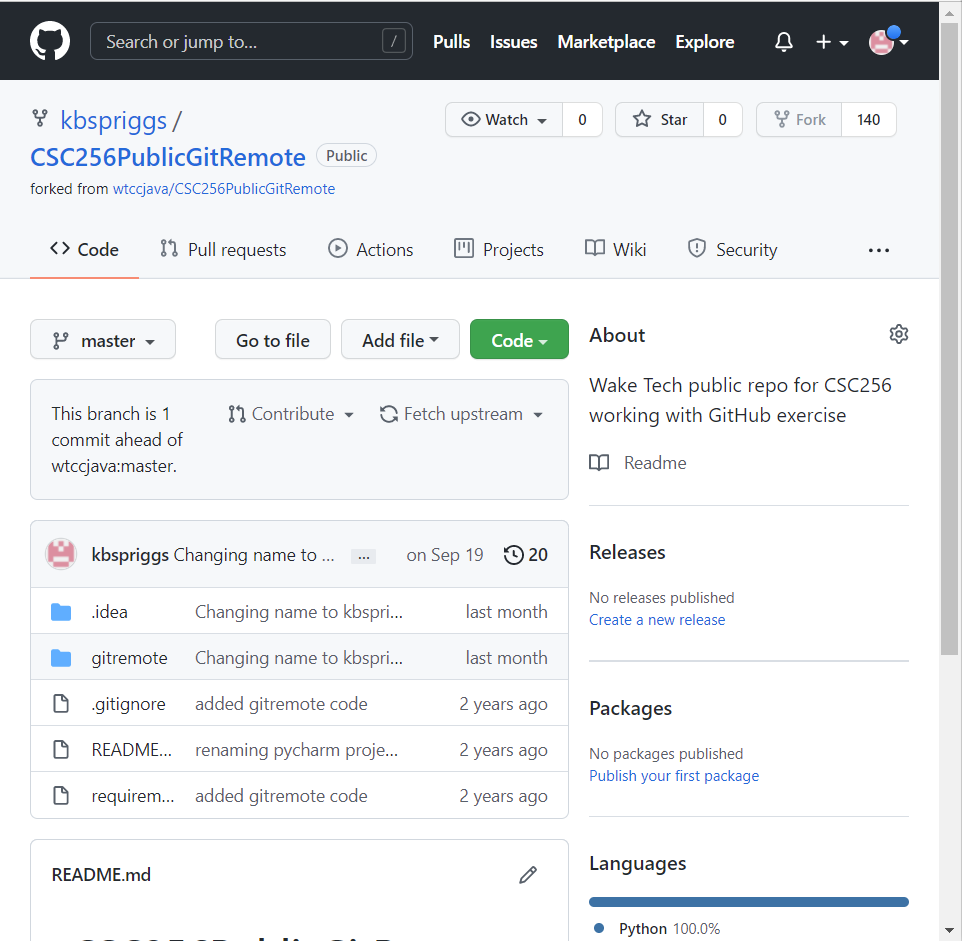 Search or jump to... /
Pulls Issues Marketplace Explore
kbspriggs /
CSC256PublicGitRemote Public
forked from wtccjava/CSC256PublicGitRemote
Watch 0
Star 0
Fork 140
Code Pull requests Actions Projects Wiki Security ...
master Go to file Add file Code
This branch is 1
commit ahead of
wtccjava:master.
Contribute Fetch upstream
kbspriggs Changing name to ... ... on Sep 19 20
.idea Changing name to kbspri... last month
gitremote Changing name to kbspri... last month
.gitignore added gitremote code 2 years ago
README... renaming pycharm proje... 2 years ago
requirem... added gitremote code 2 years ago
README.md
About
Wake Tech public repo for CSC256
working with GitHub exercise
Readme
Releases
No releases published
Create a new release
Packages
No packages published
Publish your first package
Languages
Python 100.0%